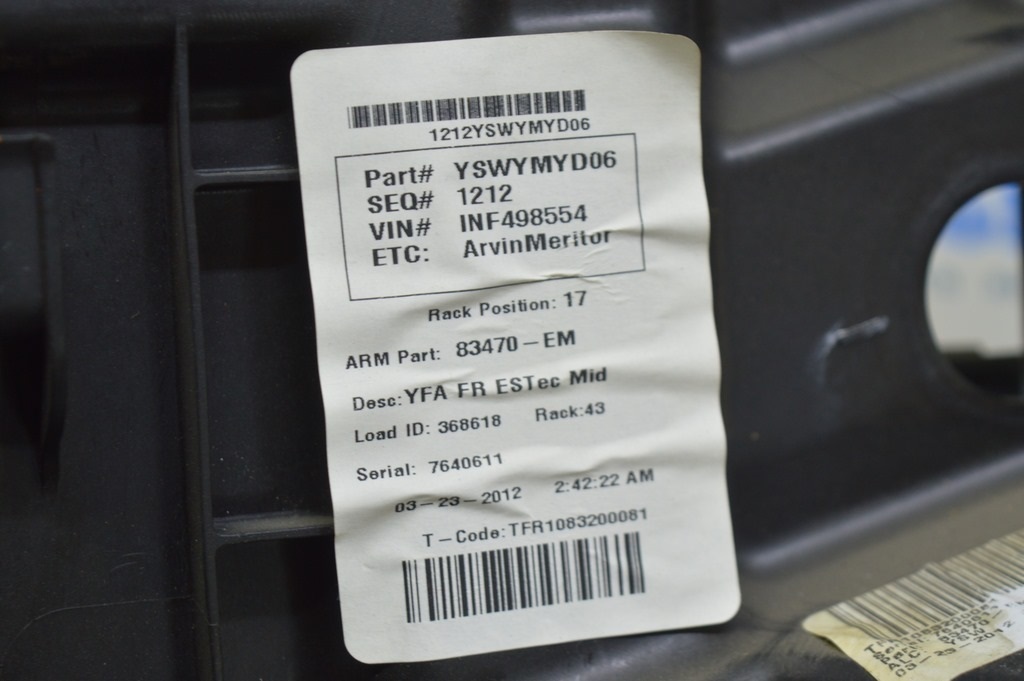 1212YSWYMYD06
Part# YSWYMYD06
SEQ# 1212
VIN# INF498554
ETC: ArvinMeritor
Rack Position: 17
ARM Part: 83470-EM
Desc: YFA FR ESTec Mid
Load ID: 368618 Rack:43
Serial: 7640611
03-23-2012 2:42:22 AM
T-Code: TFR1083200081